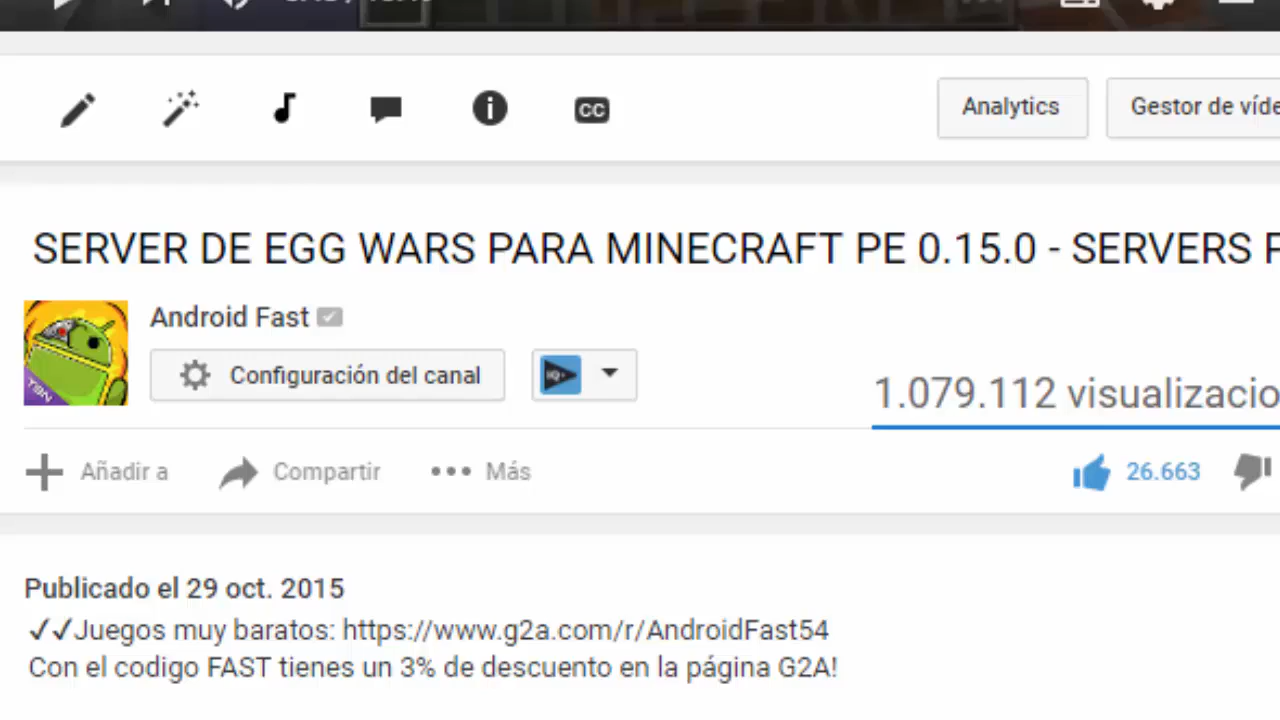 CC
Analytics
Gestor de
SERVER DE EGG WARS PARA MINECRAFT PE 0.15.0 - SERVERS
Android Fast
TGN
Configuración del canal
1.079.112
Añadir a
Compartir
••• Más
26.663
Publicado el 29 oct. 2015
✓✓Juegos muy baratos: https://www.g2a.com/r/AndroidFast54
Con el codigo FAST tienes un 3% de descuento en la página G2A!